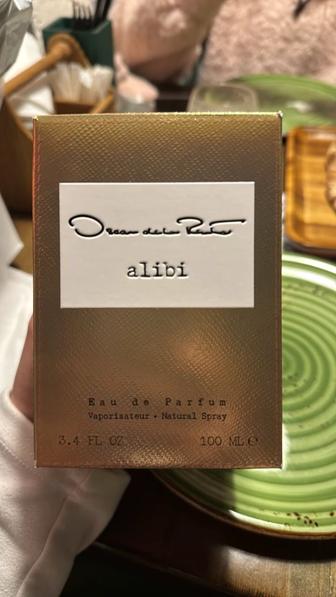 Oscar de la Renta
alibi
Eau de Parfum
Vaporisateur • Natural Spray
3.4 FL OZ 100 ML ℮